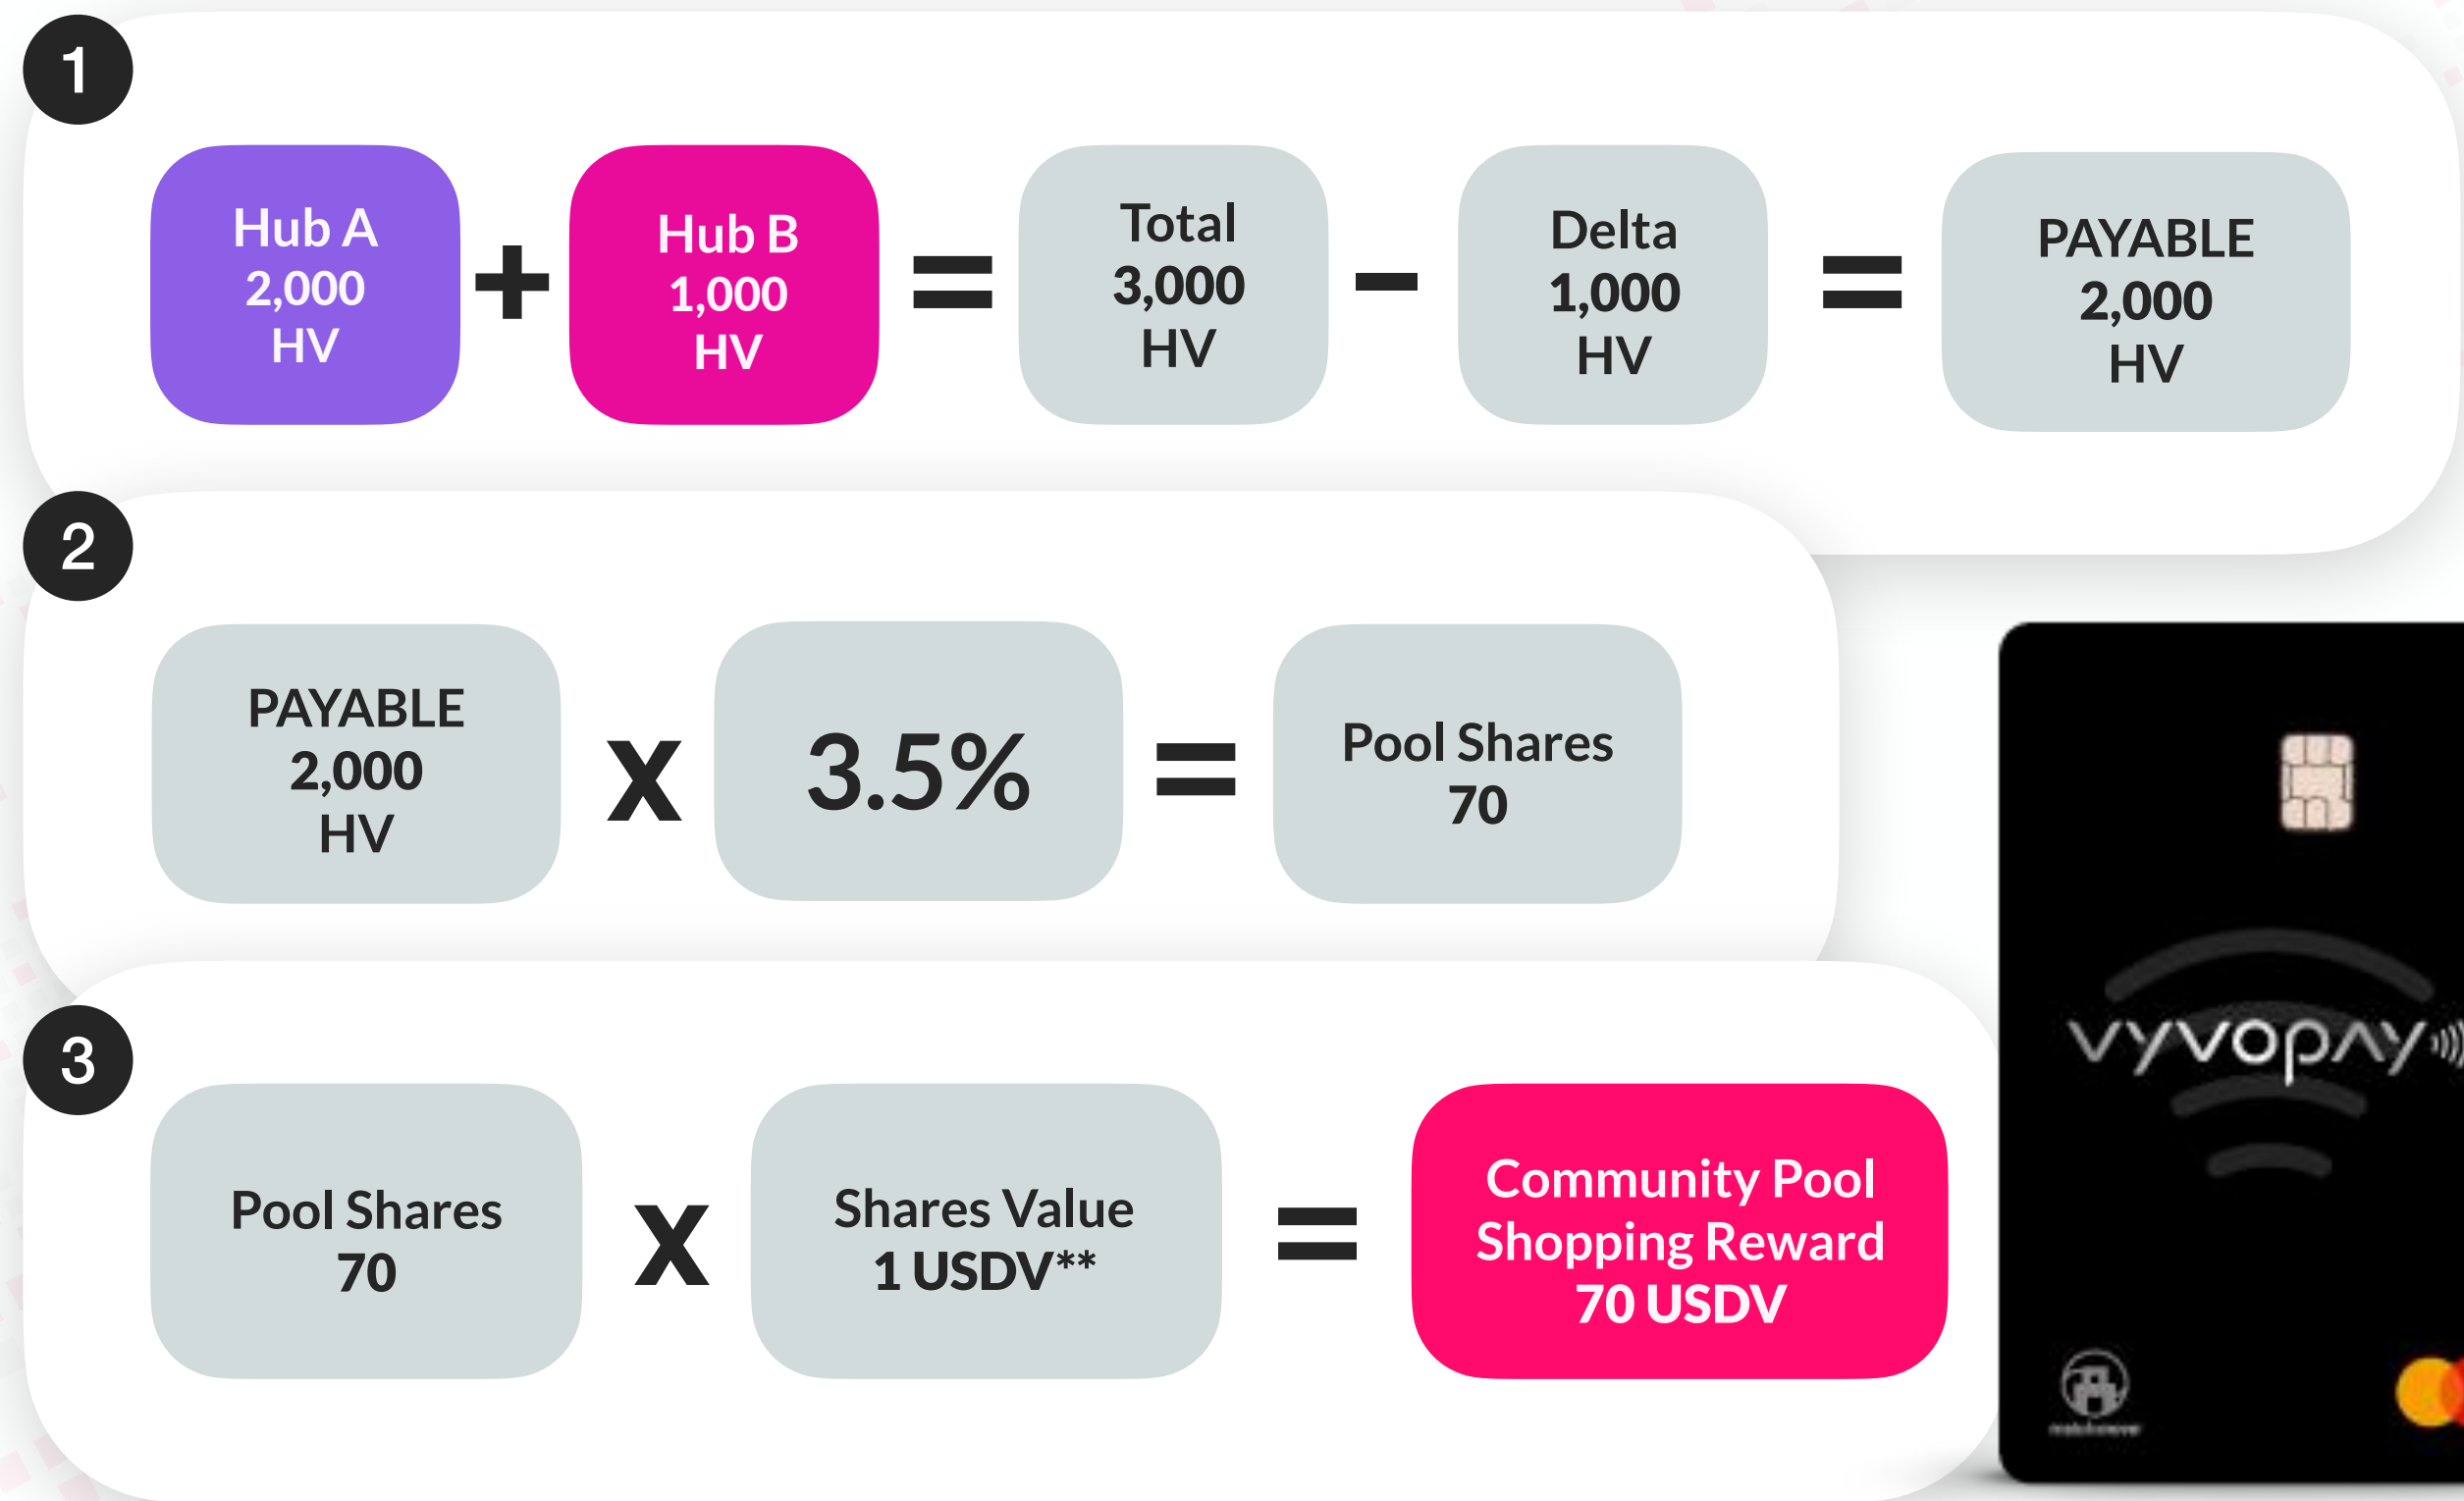 1
Hub A
2,000
HV
+
Hub B
1,000
HV
=
Total
3,000
HV
-
Delta
1,000
HV
=
PAYABLE
2,000
HV
2
PAYABLE
2,000
HV
x
3.5%
=
Pool Shares
70
3
Pool Shares
70
x
Shares Value
1 USDV**
=
Community Pool
Shopping Reward
70 USDV
vyvopay